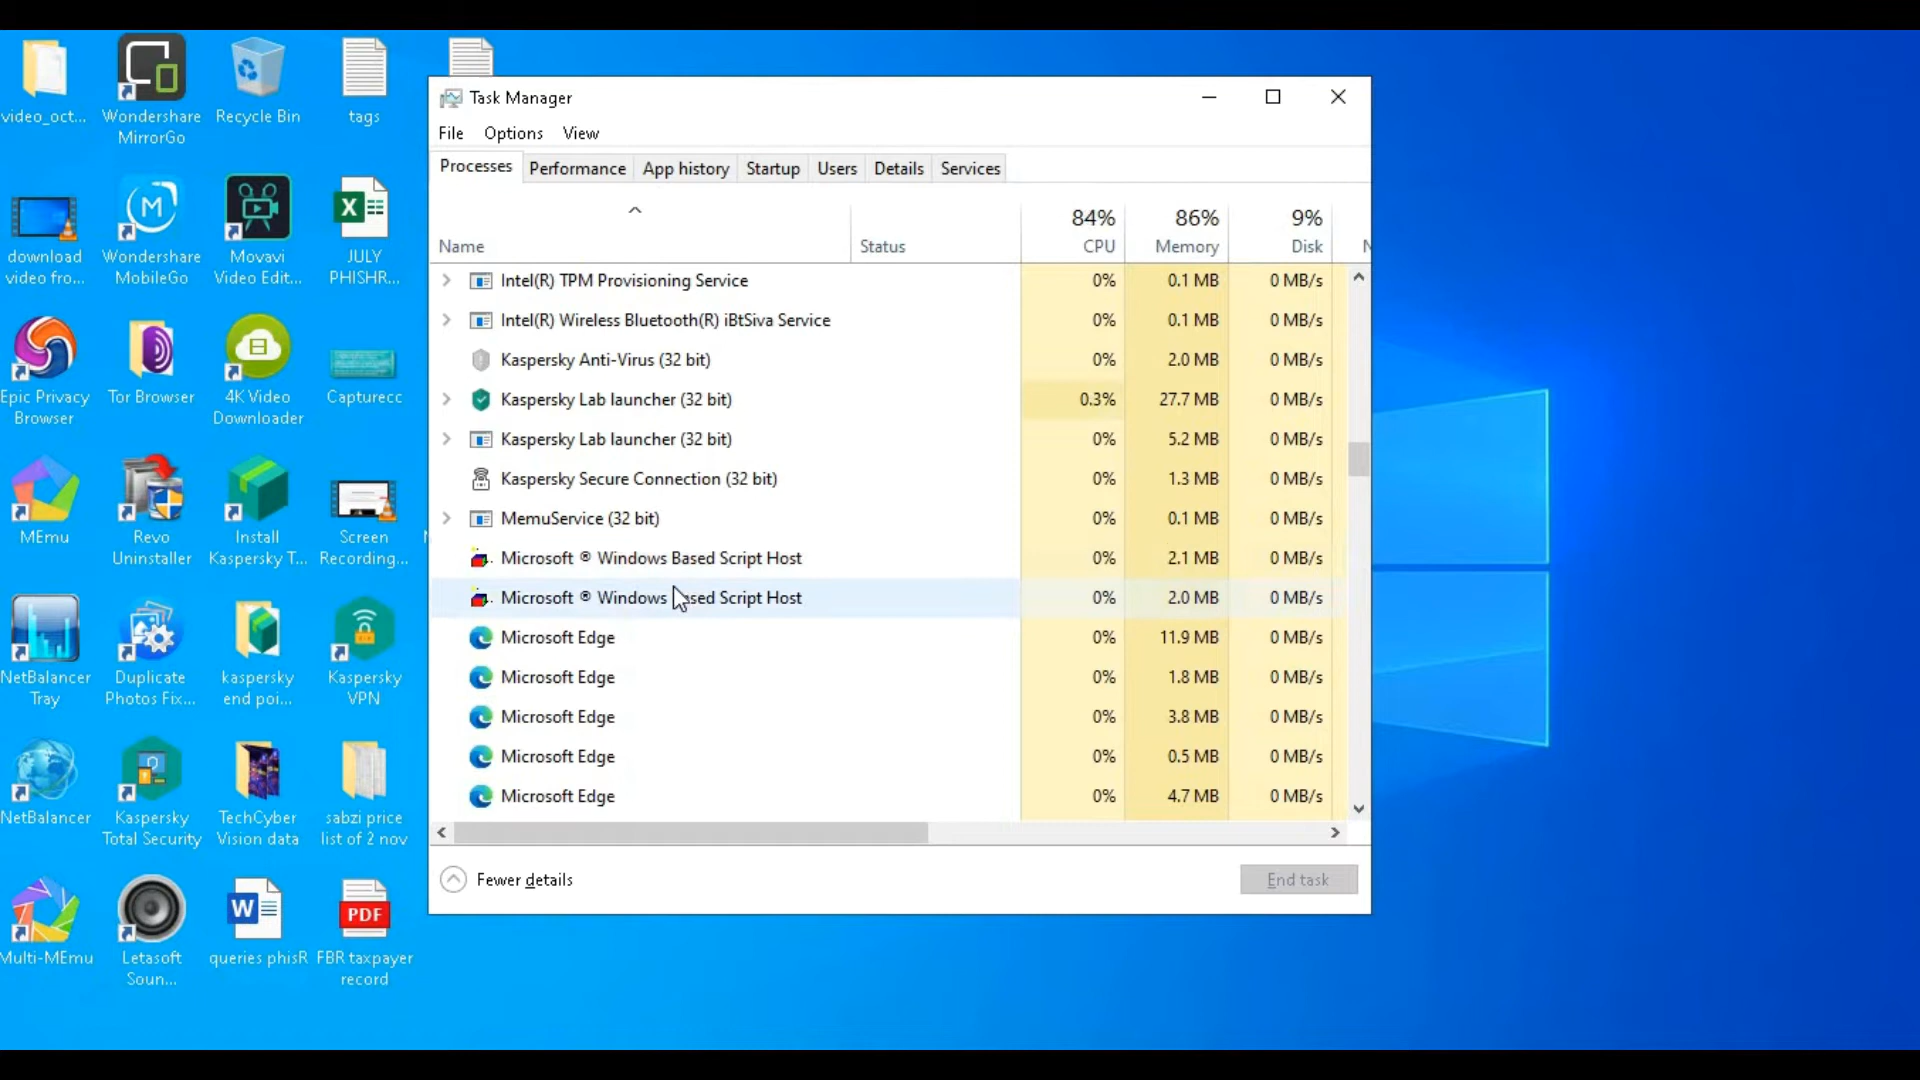 video_oct...
Wondershare
MirrorGo
Recycle Bin
tags
download
video fro...
Wondershare
MobileGo
Movavi
Video Edit...
JULY
PHISHR...
Epic Privacy
Browser
Tor Browser
4K Video
Downloader
Capturecc
MEmu
Revo
Uninstaller
Install
Kaspersky T...
Screen
Recording...
NetBalancer
Tray
Duplicate
Photos Fix...
kaspersky
end poi...
Kaspersky
VPN
NetBalancer
Kaspersky
Total Security
TechCyber
Vision data
sabzi price
list of 2 nov
Multi-MEmu
Letasoft
Soun...
queries phisR
FBR taxpayer
record
X
M
W
PDF
Task Manager
File Options View
Processes Performance App history Startup Users Details Services
84% 86% 9%
Name Status CPU Memory Disk N
Intel(R) TPM Provisioning Service 0% 0.1 MB 0 MB/s
Intel(R) Wireless Bluetooth(R) iBtSiva Service 0% 0.1 MB 0 MB/s
Kaspersky Anti-Virus (32 bit) 0% 2.0 MB 0 MB/s
Kaspersky Lab launcher (32 bit) 0.3% 27.7 MB 0 MB/s
Kaspersky Lab launcher (32 bit) 0% 5.2 MB 0 MB/s
Kaspersky Secure Connection (32 bit) 0% 1.3 MB 0 MB/s
MemuService (32 bit) 0% 0.1 MB 0 MB/s
Microsoft ® Windows Based Script Host 0% 2.1 MB 0 MB/s
Microsoft ® Windows Based Script Host 0% 2.0 MB 0 MB/s
Microsoft Edge 0% 11.9 MB 0 MB/s
Microsoft Edge 0% 1.8 MB 0 MB/s
Microsoft Edge 0% 3.8 MB 0 MB/s
Microsoft Edge 0% 0.5 MB 0 MB/s
Microsoft Edge 0% 4.7 MB 0 MB/s
Fewer details
End task